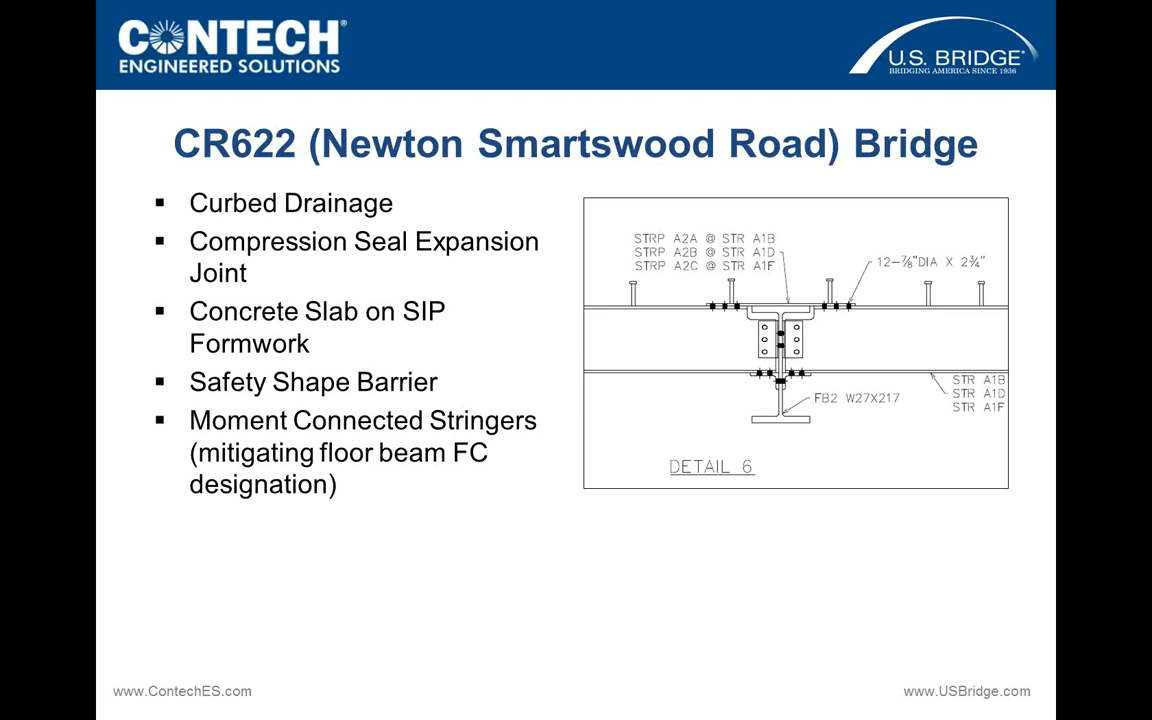 CONTECH®
ENGINEERED SOLUTIONS
U.S. BRIDGE®
BRIDGING AMERICA SINCE 1936
CR622 (Newton Smartswood Road) Bridge
▪ Curbed Drainage
▪ Compression Seal Expansion
Joint
▪ Concrete Slab on SIP
Formwork
▪ Safety Shape Barrier
▪ Moment Connected Stringers
(mitigating floor beam FC
designation)
STRP A2A @ STR A1B
STRP A2B @ STR A1D
STRP A2C @ STR A1F
12-⅞"DIA X 2¾"
STR A1B
STR A1D
STR A1F
FB2 W27X217
DETAIL 6
www.ContechES.com
www.USBridge.com